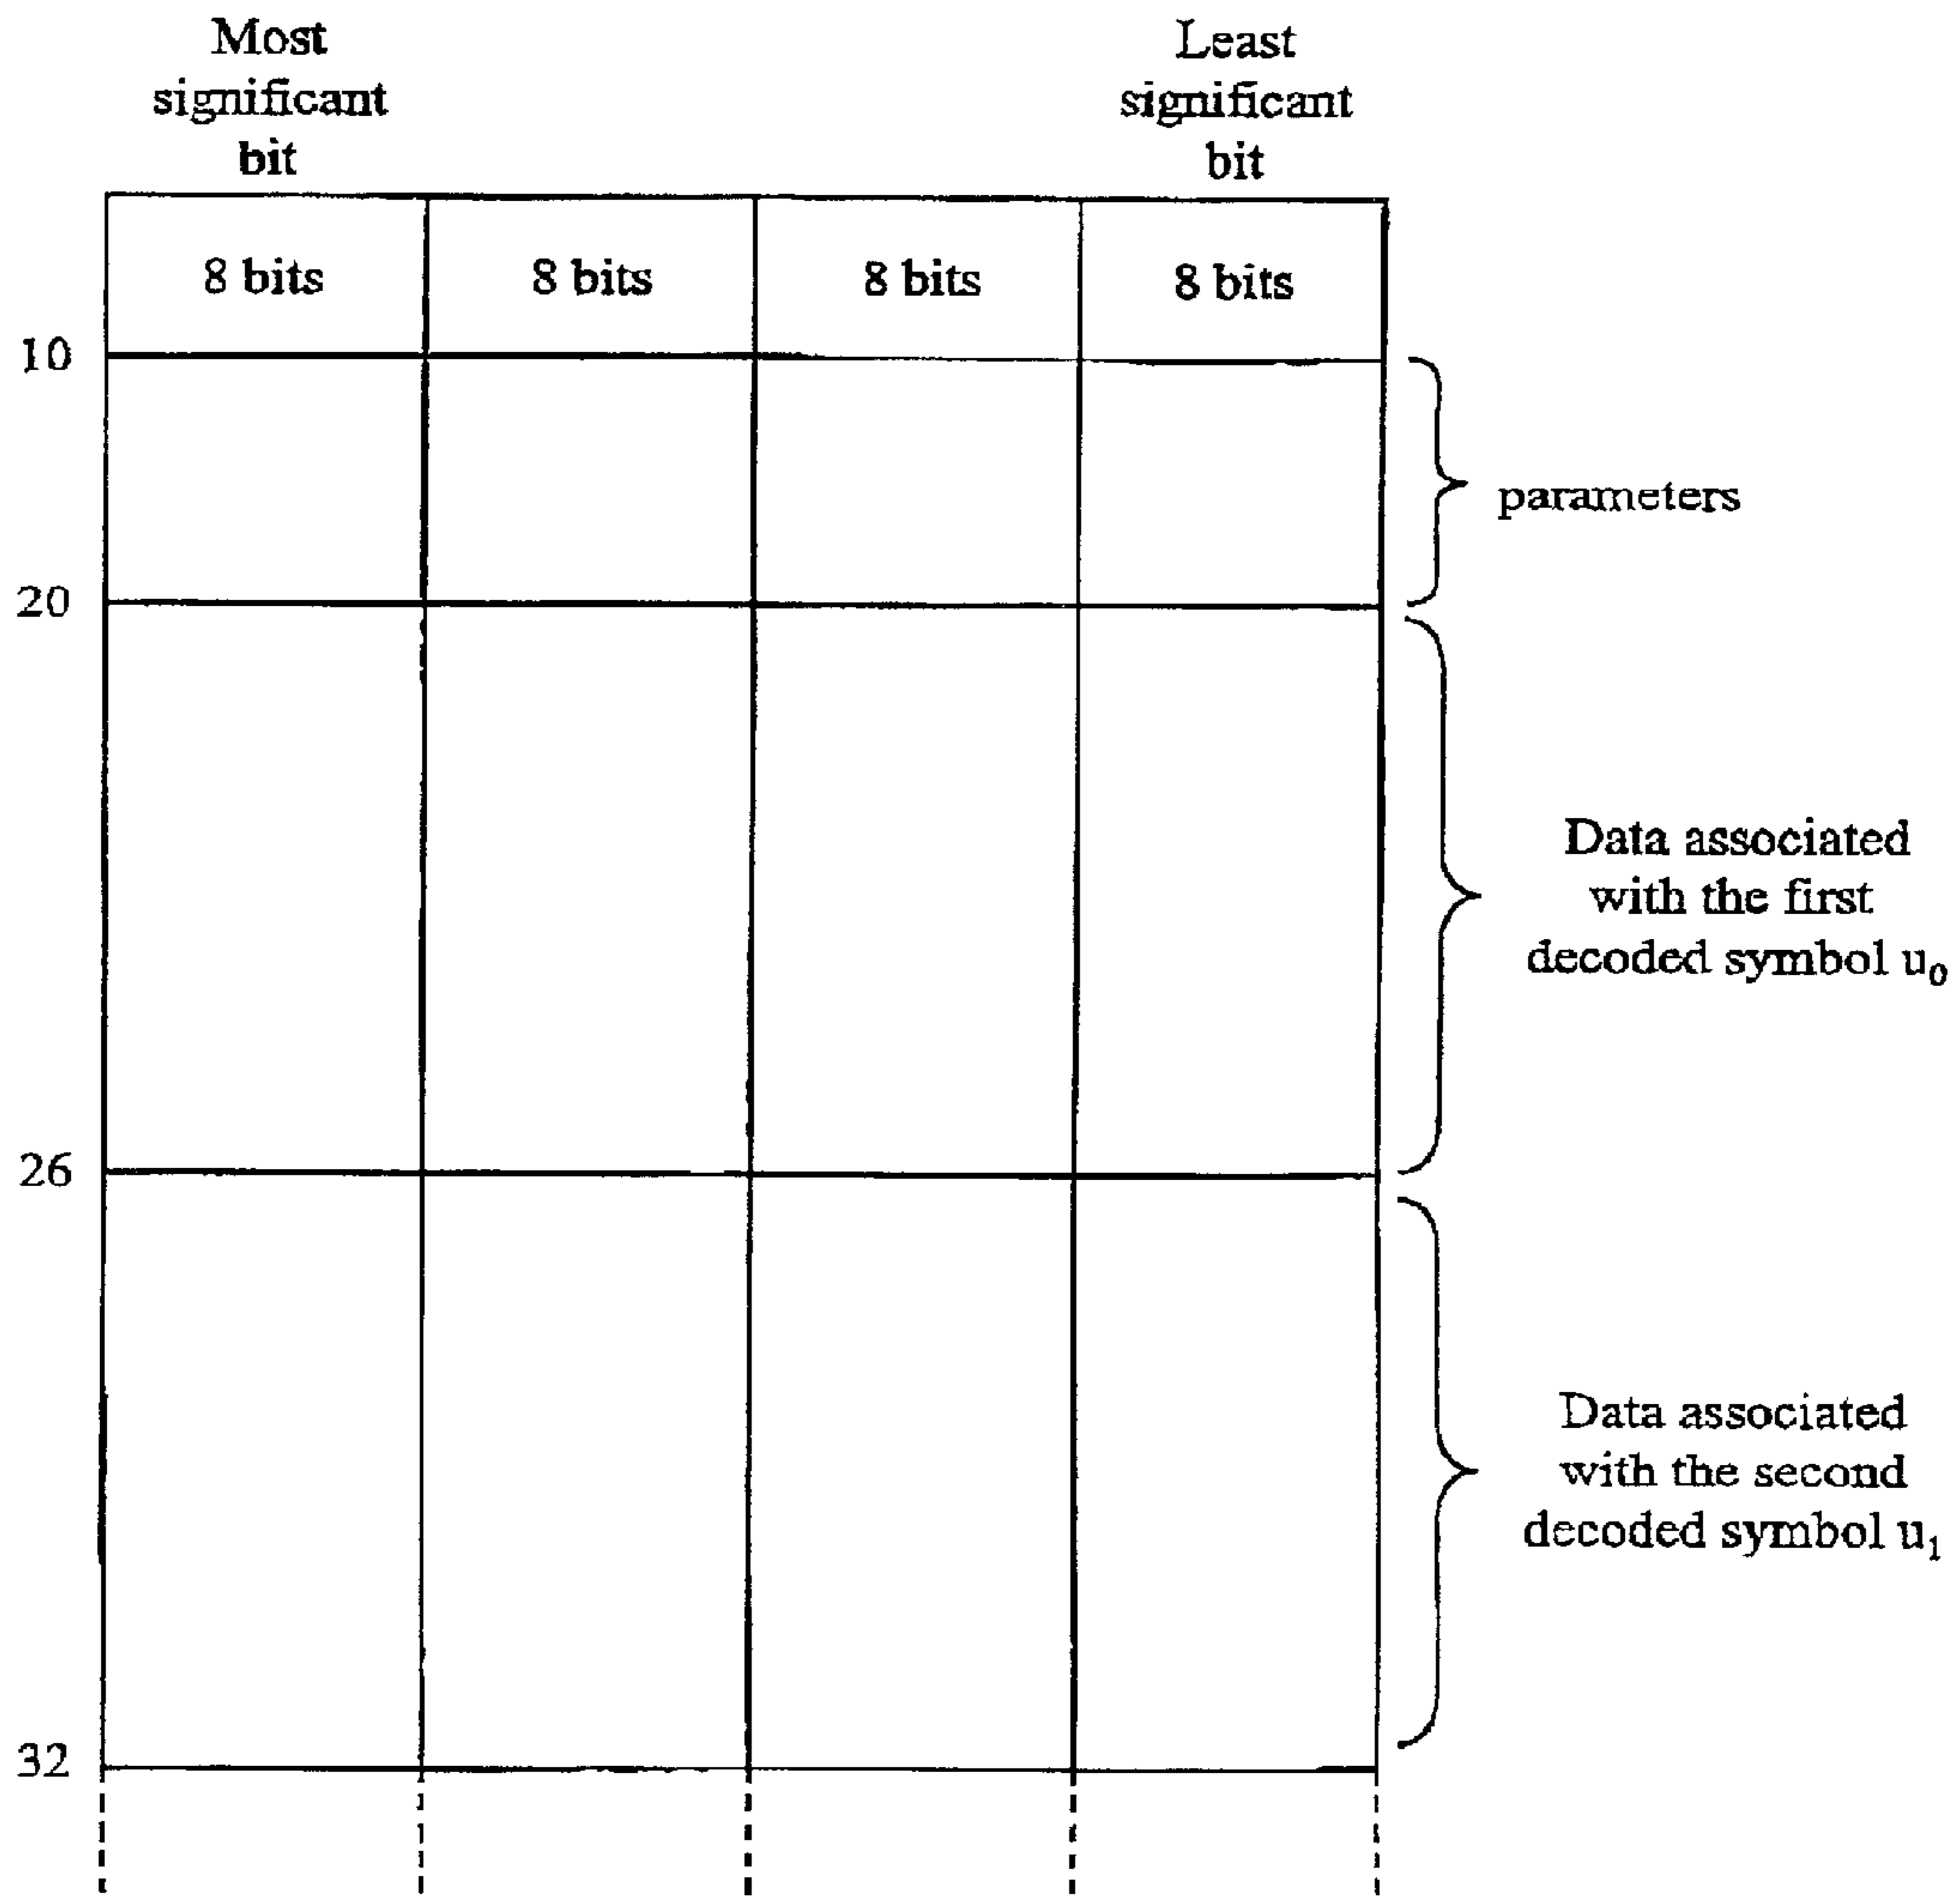 Most
significant
bit
Least
significant
bit
8 bits
8 bits
8 bits
8 bits
10
parameters
20
Data associated
with the first
decoded symbol u₀
26
Data associated
with the second
decoded symbol u₁
32